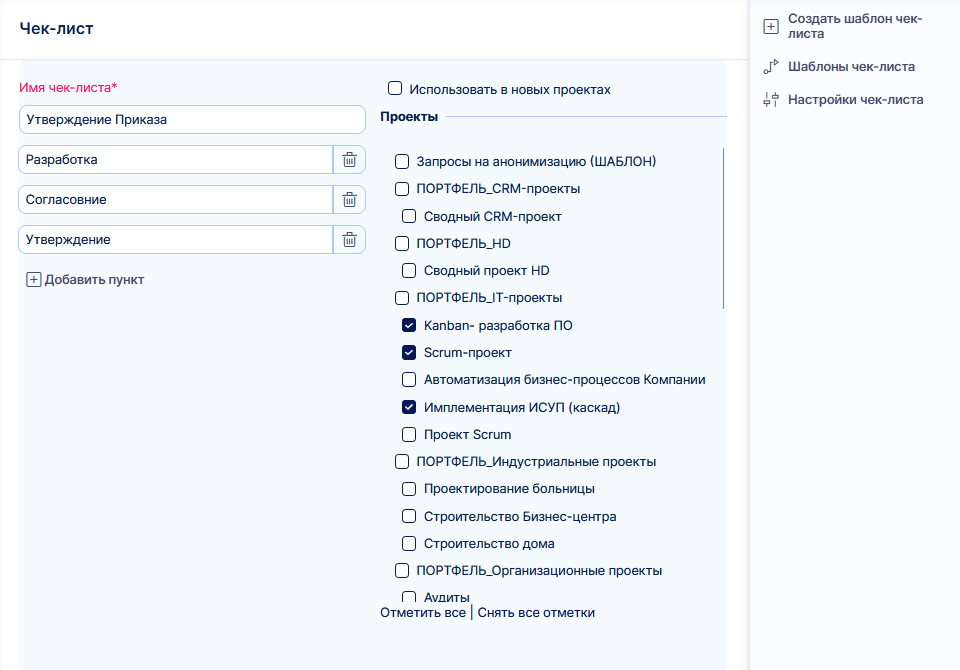 Чек-лист
Имя чек-листа*
Утверждение Приказа
Разработка
Согласовние
Утверждение
Добавить пункт
Использовать в новых проектах
Проекты
Запросы на анонимизацию (ШАБЛОН)
ПОРТФЕЛЬ_CRM-проекты
Сводный CRM-проект
ПОРТФЕЛЬ_HD
Сводный проект HD
ПОРТФЕЛЬ_IT-проекты
Kanban- разработка ПО
Scrum-проект
Автоматизация бизнес-процессов Компании
Имплементация ИСУП (каскад)
Проект Scrum
ПОРТФЕЛЬ_Индустриальные проекты
Проектирование больницы
Строительство Бизнес-центра
Строительство дома
ПОРТФЕЛЬ_Организационные проекты
Аудиты
Отметить все | Снять все отметки
Создать шаблон чек-
листа
Шаблоны чек-листа
Настройки чек-листа